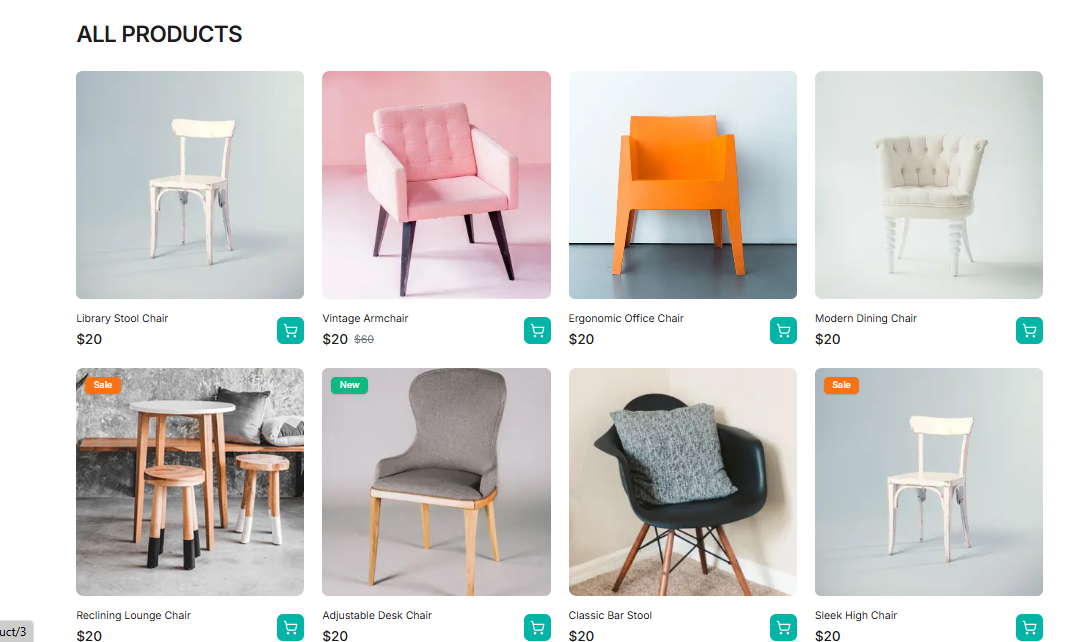 ALL PRODUCTS
Library Stool Chair
$20
Vintage Armchair
$20 $60
Ergonomic Office Chair
$20
Modern Dining Chair
$20
Sale
New
Sale
Reclining Lounge Chair
$20
Adjustable Desk Chair
$20
Classic Bar Stool
$20
Sleek High Chair
$20
uct/3